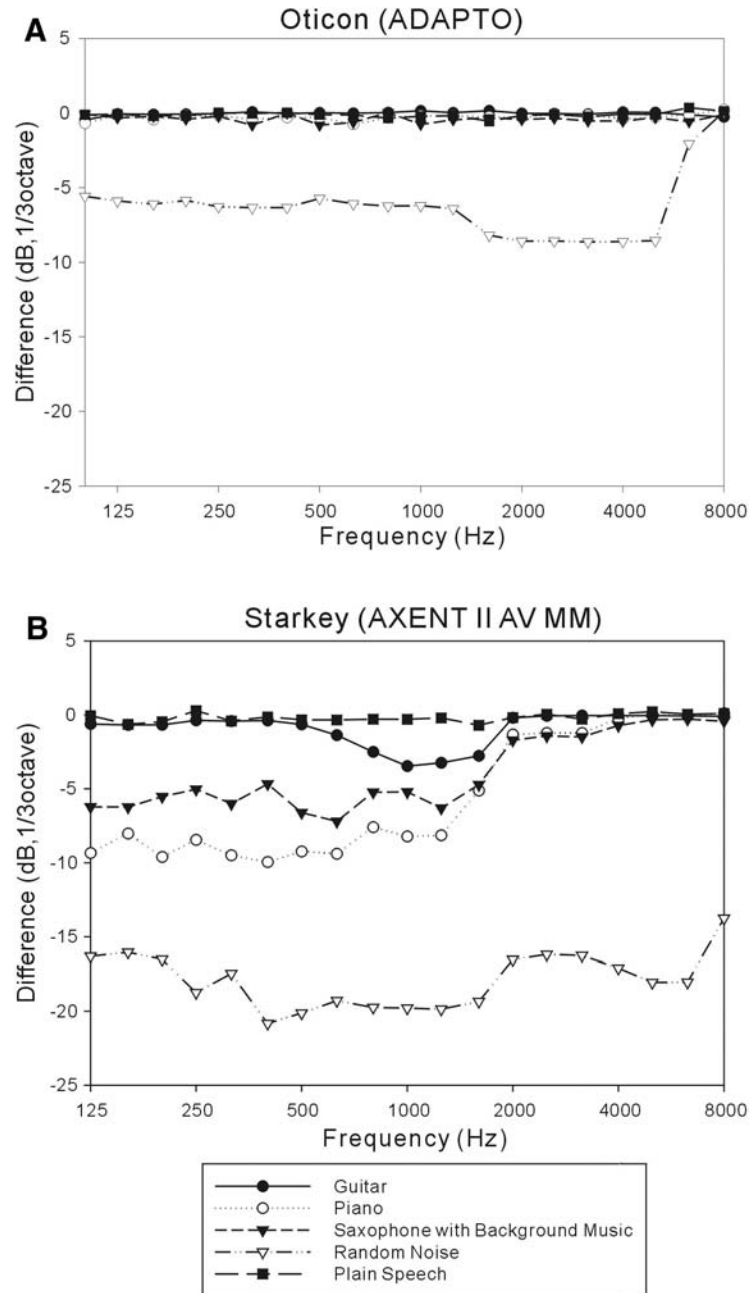 A
Oticon (ADAPTO)
5
0
-5
-10
-15
-20
-25
Difference (dB,1/3octave)
125 250 500 1000 2000 4000 8000
Frequency (Hz)
B
Starkey (AXENT II AV MM)
5
0
-5
-10
-15
-20
-25
Difference (dB,1/3octave)
125 250 500 1000 2000 4000 8000
Frequency (Hz)
Guitar
Piano
Saxophone with Background Music
Random Noise
Plain Speech